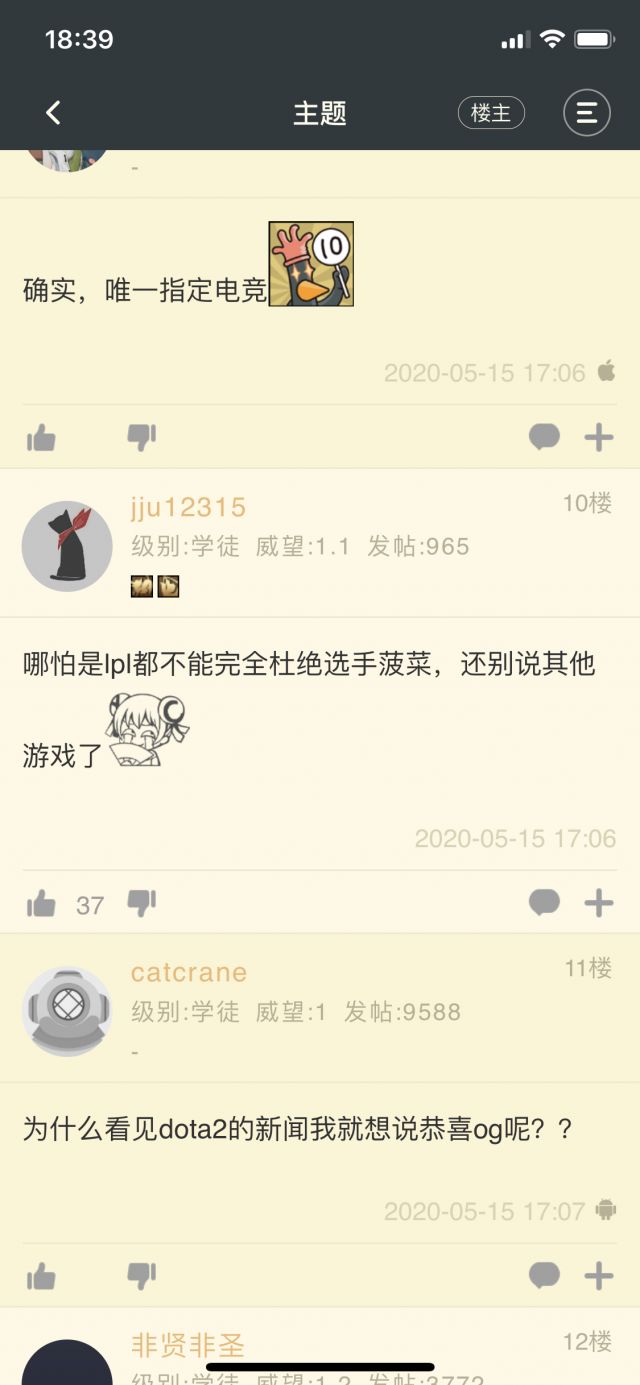 18:39
主题
楼主
-
确实，唯一指定电竞
10
2020-05-15 17:06
jju12315
10楼
级别:学徒 威望:1.1 发帖:965
哪怕是lpl都不能完全杜绝选手菠菜，还别说其他
游戏了
2020-05-15 17:06
37
catcrane
11楼
级别:学徒 威望:1 发帖:9588
-
为什么看见dota2的新闻我就想说恭喜og呢？？
2020-05-15 17:07
非贤非圣
12楼
级别:学徒 威望:1.2 发帖:3772